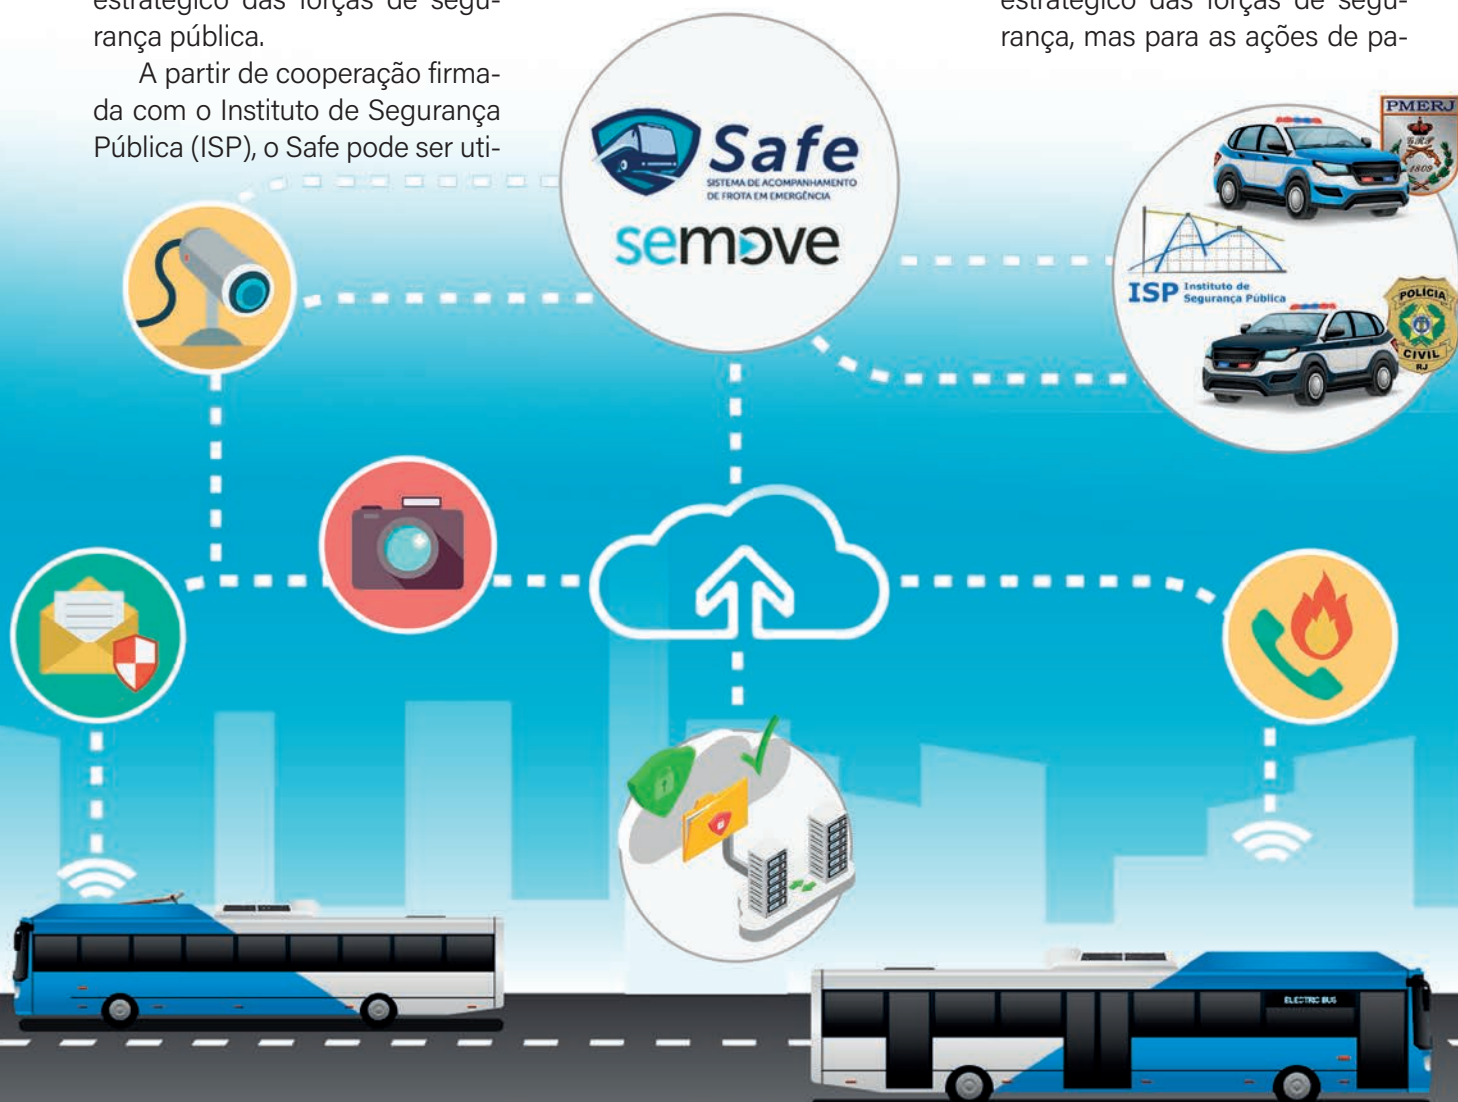 estratégico das forças de segu-
rança pública.
A partir de cooperação firma-
da com o Instituto de Segurança
Pública (ISP), o Safe pode ser uti-
estratégico das forças de segu-
rança, mas para as ações de pa-
Safe
SISTEMA DE ACOMPANHAMENTO
DE FROTA EM EMERGÊNCIA
semove
PMERJ
1809
ISP Instituto de
Segurança Pública
POLÍCIA
CIVIL
RJ
ELECTRIC BUS